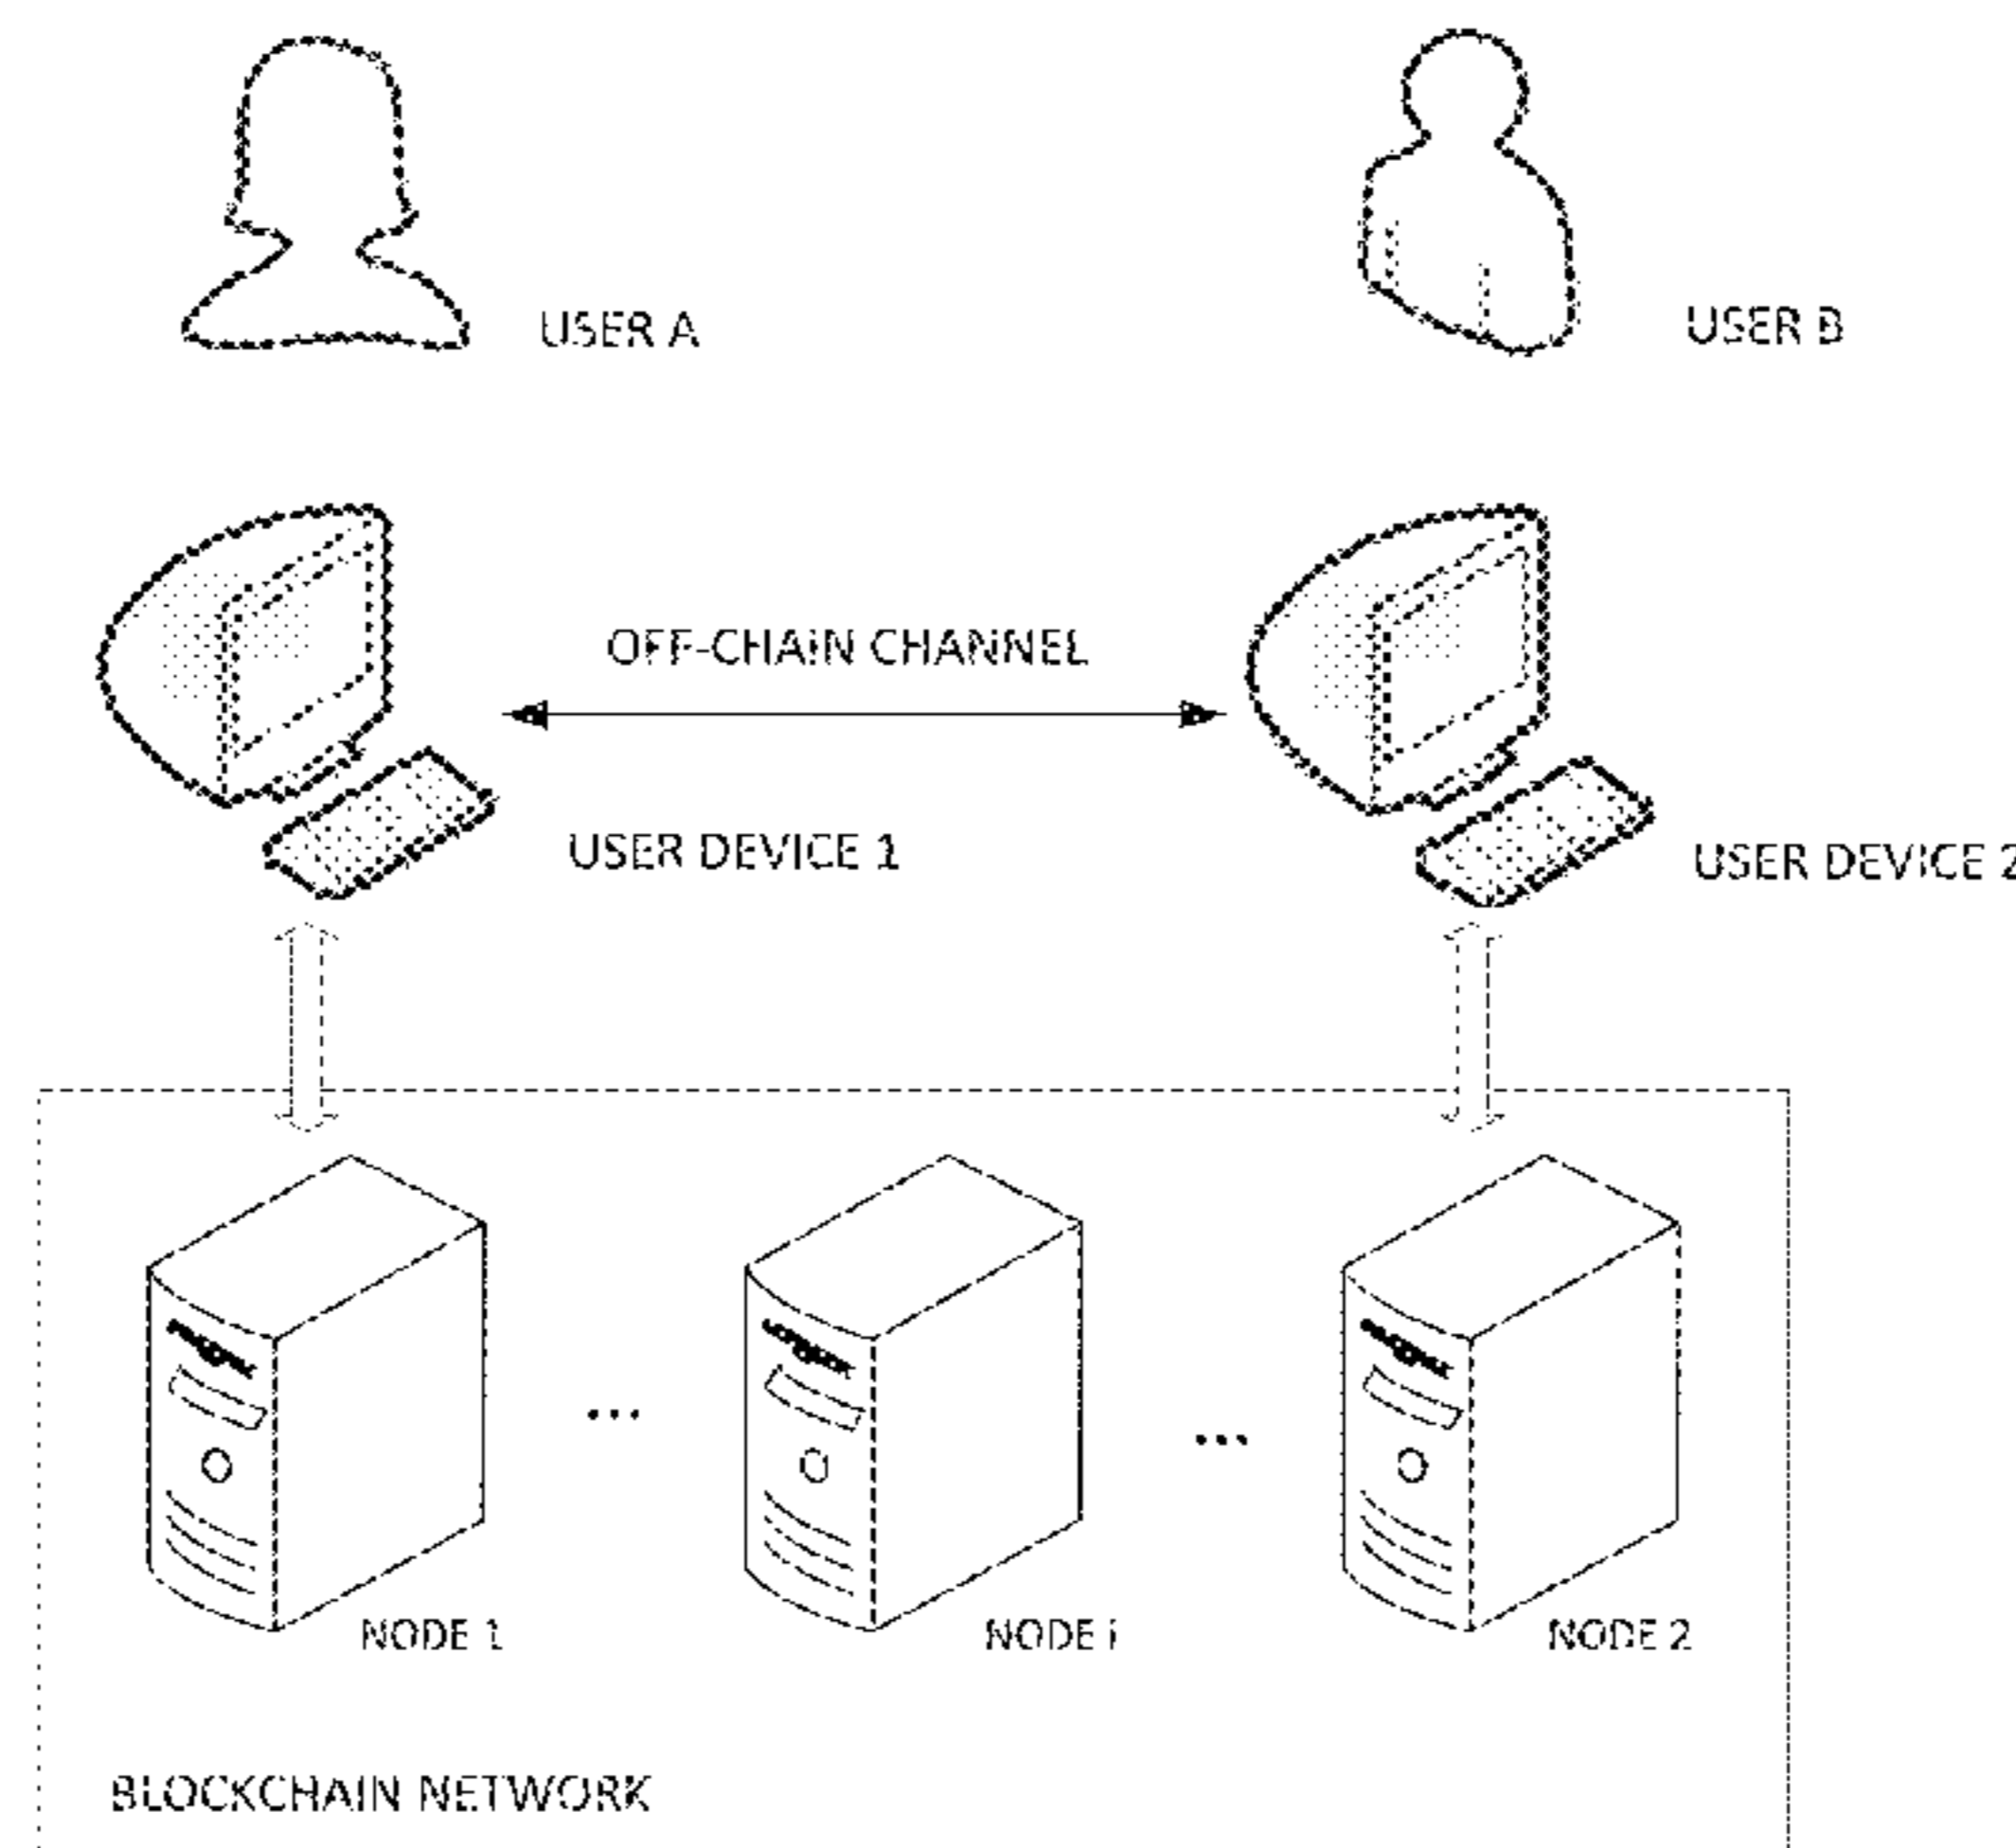 USER A
USER B
OFF-CHAIN CHANNEL
USER DEVICE 1
USER DEVICE 2
...
...
NODE 1
NODE i
NODE 2
BLOCKCHAIN NETWORK